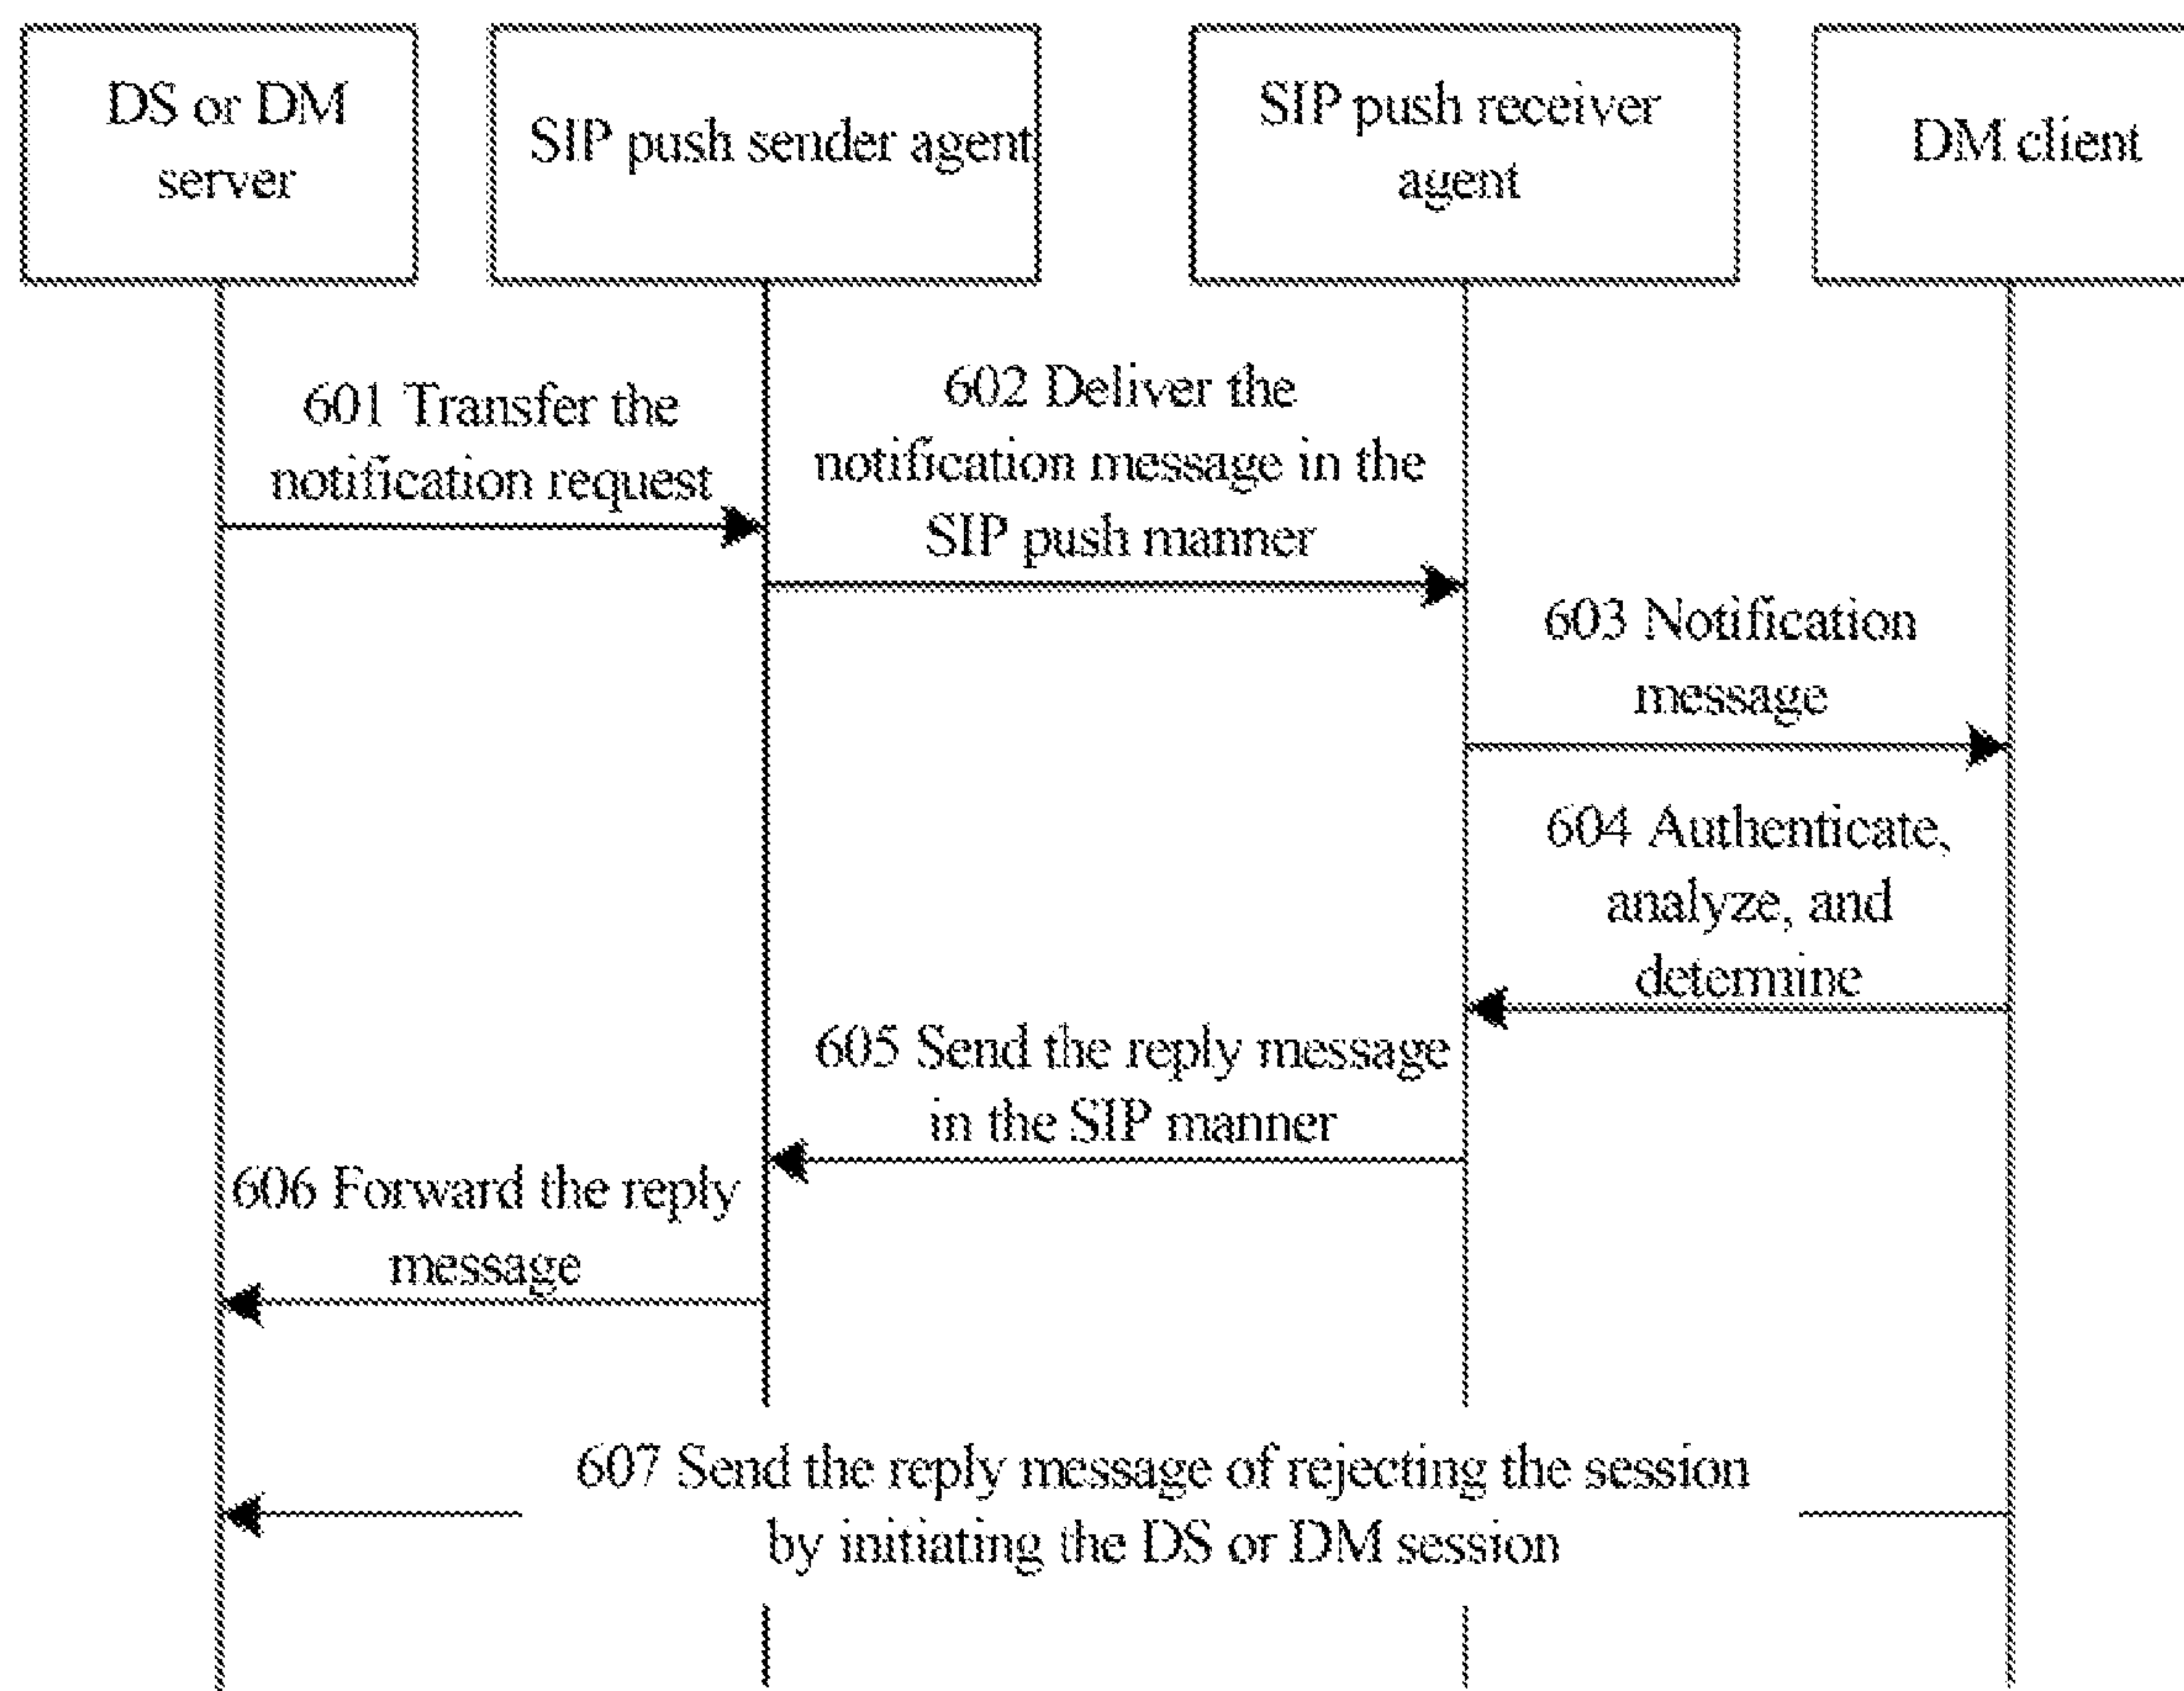 DS or DM
server
SIP push sender agent
SIP push receiver
agent
DM client
601 Transfer the
notification request
602 Deliver the
notification message in the
SIP push manner
603 Notification
message
604 Authenticate,
analyze, and
determine
605 Send the reply message
in the SIP manner
606 Forward the reply
message
607 Send the reply message of rejecting the session
by initiating the DS or DM session